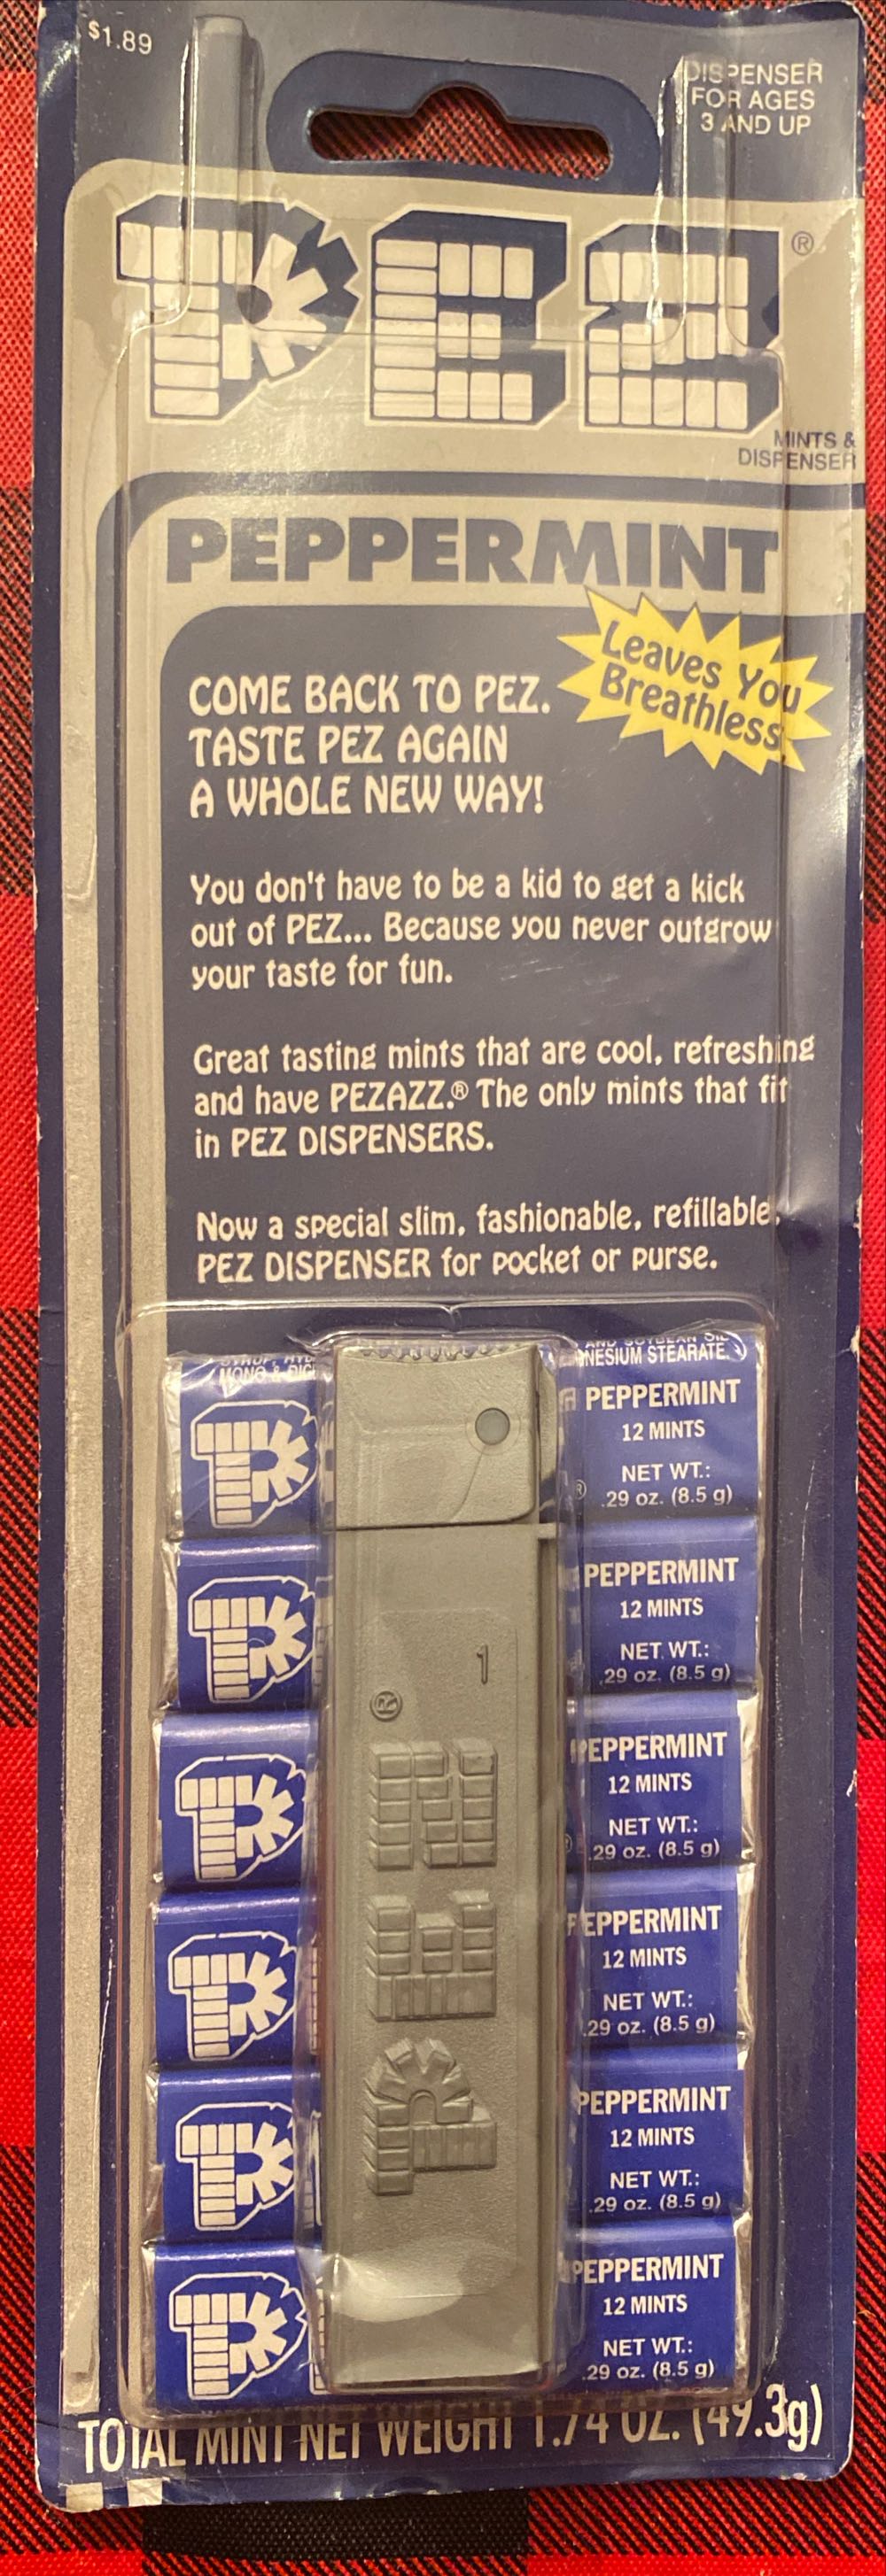 $1.89
DISPENSER
FOR AGES
3 AND UP
PEZ®
MINTS &
DISPENSER
PEPPERMINT
Leaves You
Breathless
COME BACK TO PEZ.
TASTE PEZ AGAIN
A WHOLE NEW WAY!
You don't have to be a kid to get a kick
out of PEZ... Because you never outgrow
your taste for fun.
Great tasting mints that are cool, refreshing
and have PEZAZZ.® The only mints that fit
in PEZ DISPENSERS.
Now a special slim, fashionable, refillable,
PEZ DISPENSER for pocket or purse.
MONO &
AND SOYBEAN OIL
NESIUM STEARATE
P
PEPPERMINT
12 MINTS
NET WT.:
.29 oz. (8.5 g)
P
PEPPERMINT
12 MINTS
NET WT.:
.29 oz. (8.5 g)
P
PEPPERMINT
12 MINTS
NET WT.:
.29 oz. (8.5 g)
P
PEPPERMINT
12 MINTS
NET WT.:
.29 oz. (8.5 g)
P
PEPPERMINT
12 MINTS
NET WT.:
.29 oz. (8.5 g)
P
PEPPERMINT
12 MINTS
NET WT.:
.29 oz. (8.5 g)
1
PEZ®
TOTAL MINT NET WEIGHT 1.74 OZ. (49.3g)